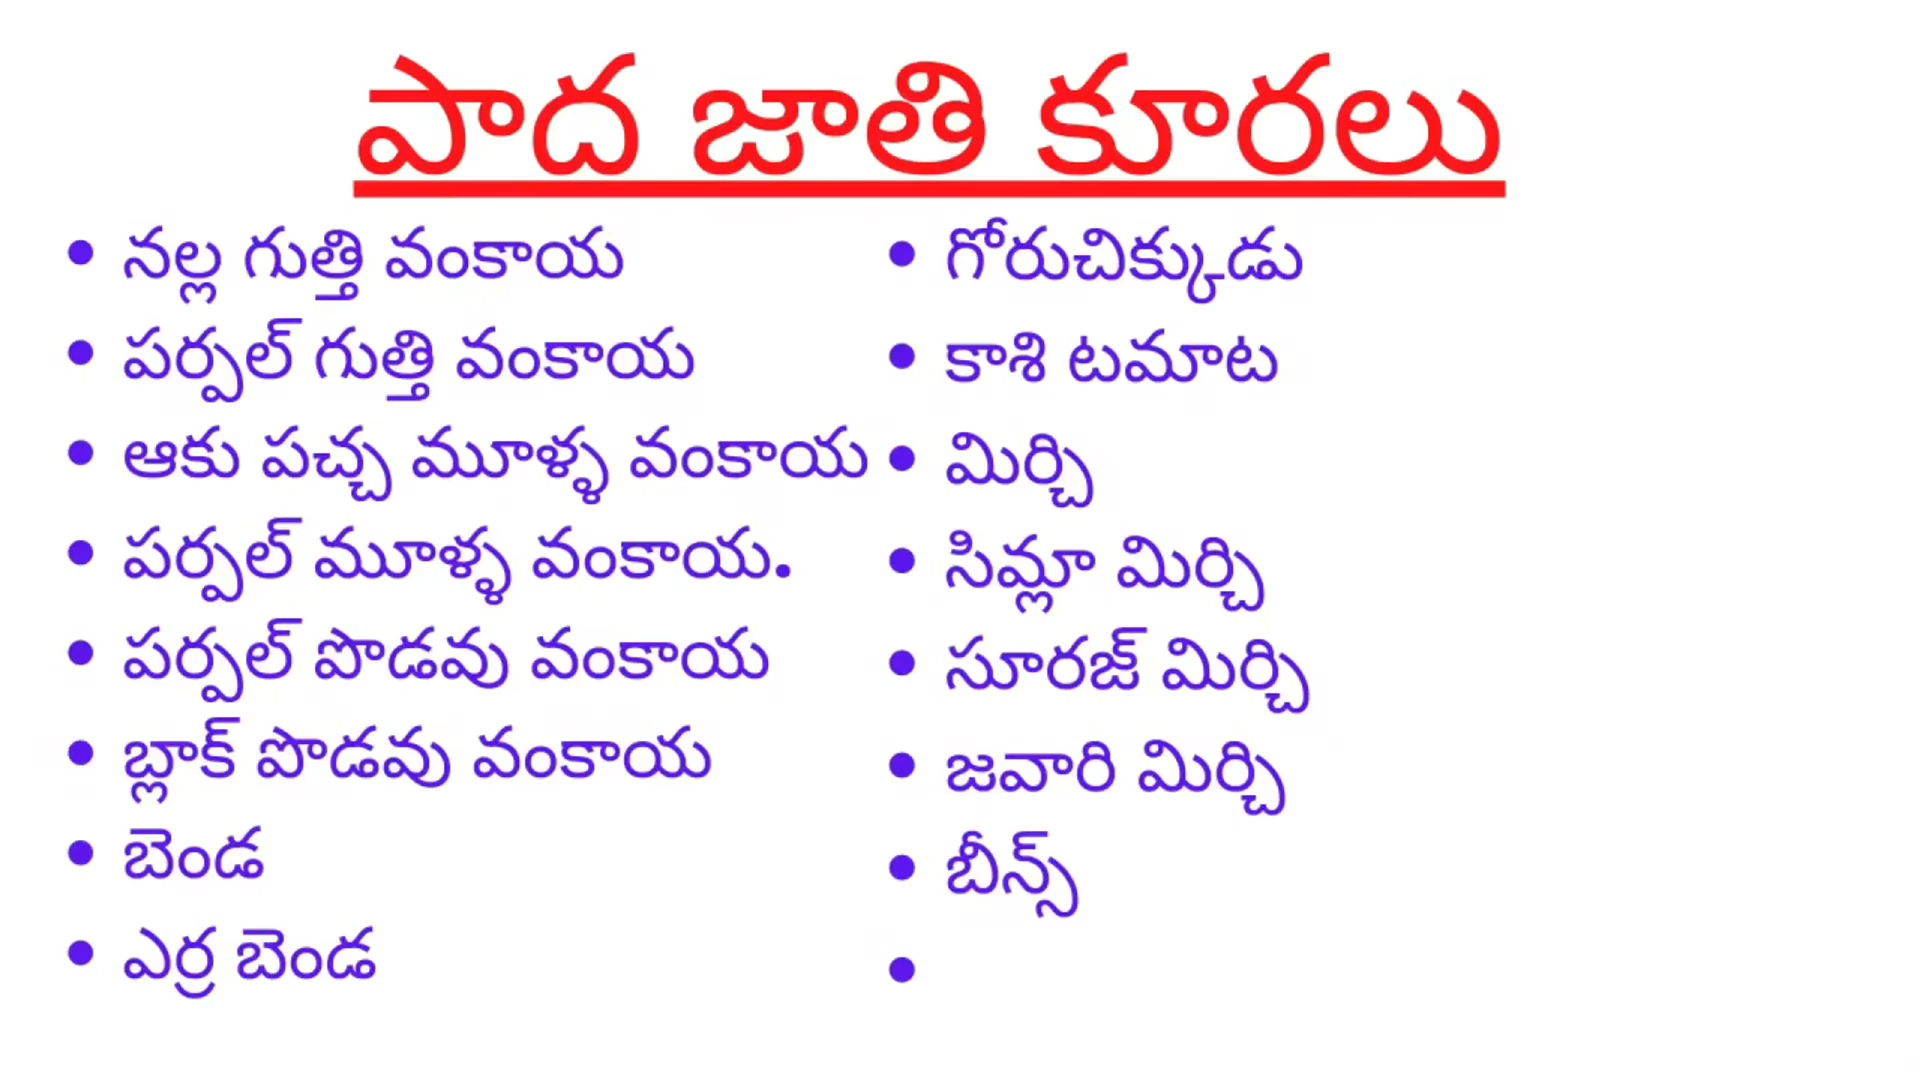 పాద జాతి కూరలు
• నల్ల గుత్తి వంకాయ
• పర్పల్ గుత్తి వంకాయ
• ఆకు పచ్చ మూళ్ళ వంకాయ
• పర్పల్ మూళ్ళ వంకాయ.
• పర్పల్ పొడవు వంకాయ
• బ్లాక్ పొడవు వంకాయ
• బెండ
• ఎర్ర బెండ
• గోరుచిక్కుడు
• కాశి టమాట
• మిర్చి
• సిమ్లా మిర్చి
• సూరజ్ మిర్చి
• జవారి మిర్చి
• బీన్స్
•